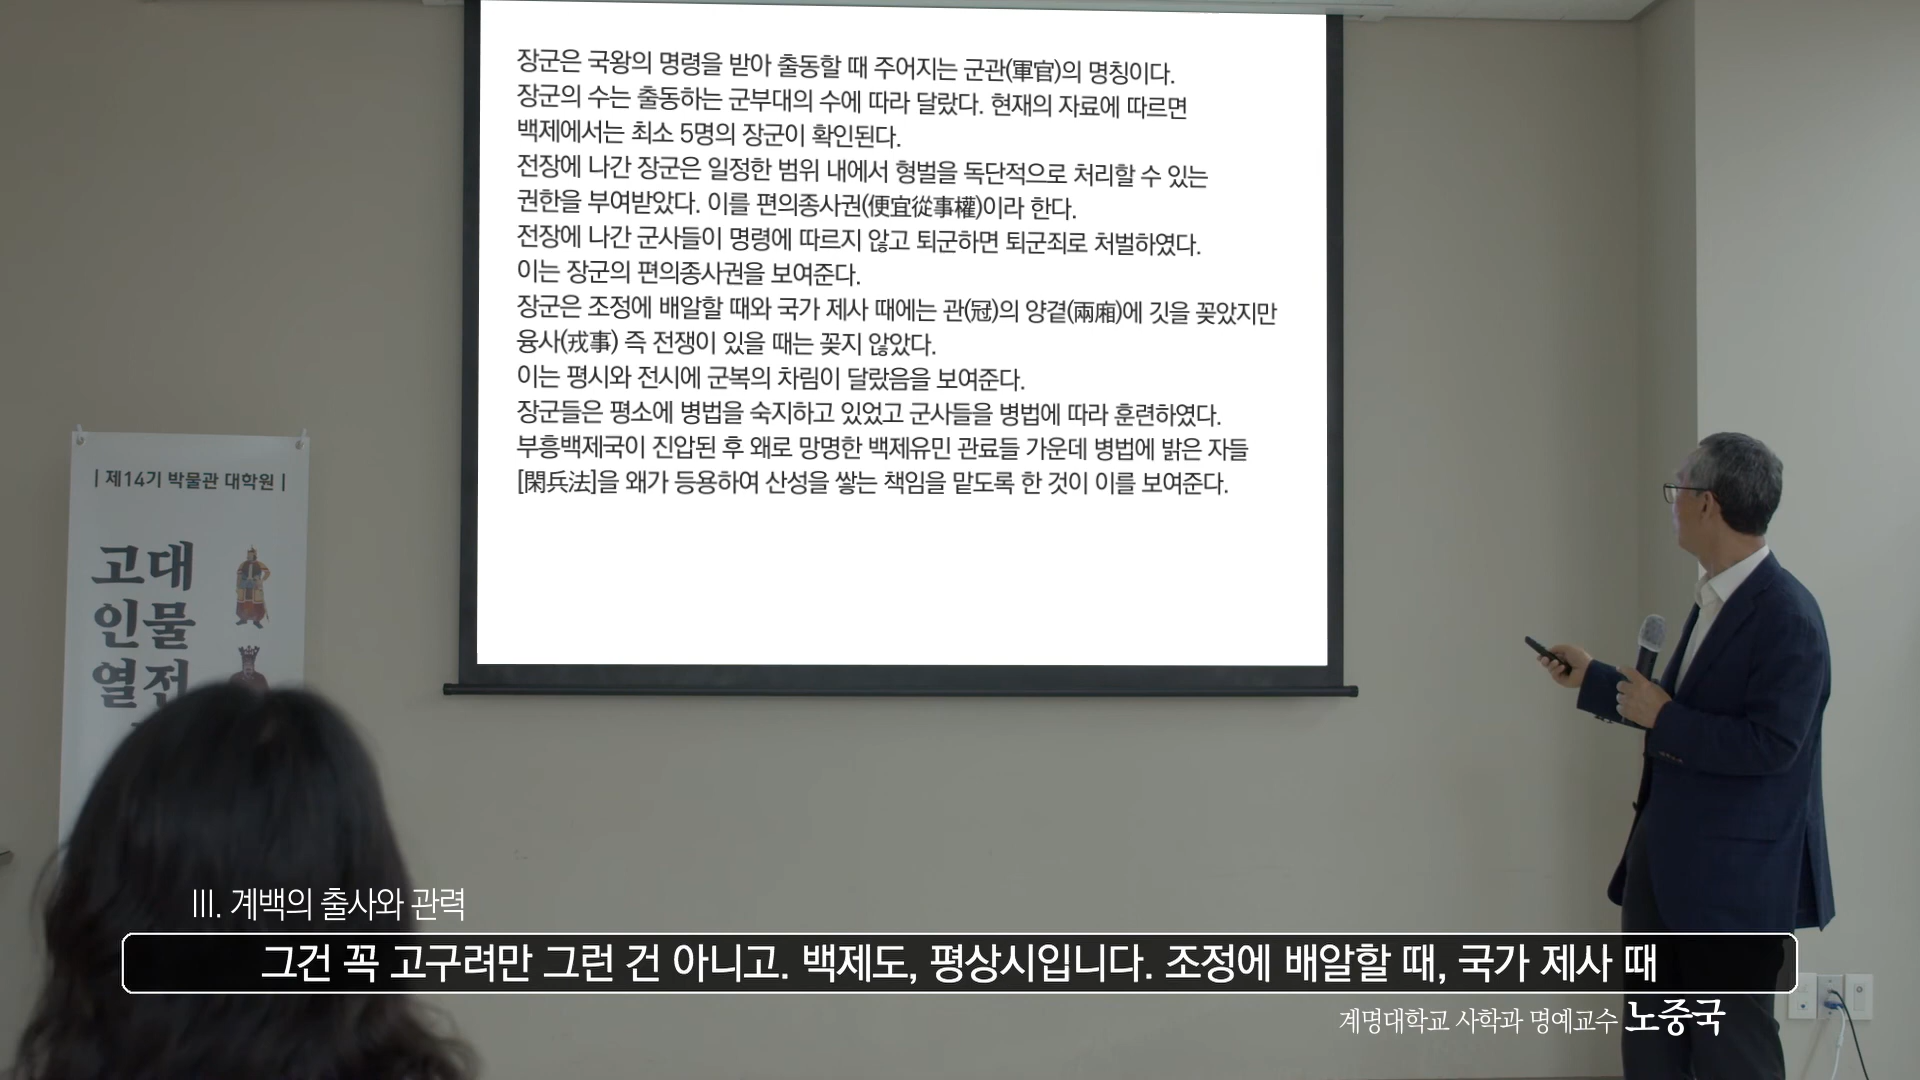 장군은 국왕의 명령을 받아 출동할 때 주어지는 군관(軍官)의 명칭이다.
장군의 수는 출동하는 군부대의 수에 따라 달랐다. 현재의 자료에 따르면
백제에서는 최소 5명의 장군이 확인된다.
전장에 나간 장군은 일정한 범위 내에서 형벌을 독단적으로 처리할 수 있는
권한을 부여받았다. 이를 편의종사권(便宜從事權)이라 한다.
전장에 나간 군사들이 명령에 따르지 않고 퇴군하면 퇴군죄로 처벌하였다.
이는 장군의 편의종사권을 보여준다.
장군은 조정에 배알할 때와 국가 제사 때에는 관(冠)의 양곁(兩廂)에 깃을 꽂았지만
융사(戎事) 즉 전쟁이 있을 때는 꽂지 않았다.
이는 평시와 전시에 군복의 차림이 달랐음을 보여준다.
장군들은 평소에 병법을 숙지하고 있었고 군사들을 병법에 따라 훈련하였다.
부흥백제국이 진압된 후 왜로 망명한 백제유민 관료들 가운데 병법에 밝은 자들
[閑兵法]을 왜가 등용하여 산성을 쌓는 책임을 맡도록 한 것이 이를 보여준다.
| 제14기 박물관 대학원 |
고대
인물
열전
III. 계백의 출사와 관력
그건 꼭 고구려만 그런 건 아니고. 백제도, 평상시입니다. 조정에 배알할 때, 국가 제사 때
계명대학교 사학과 명예교수 노중국